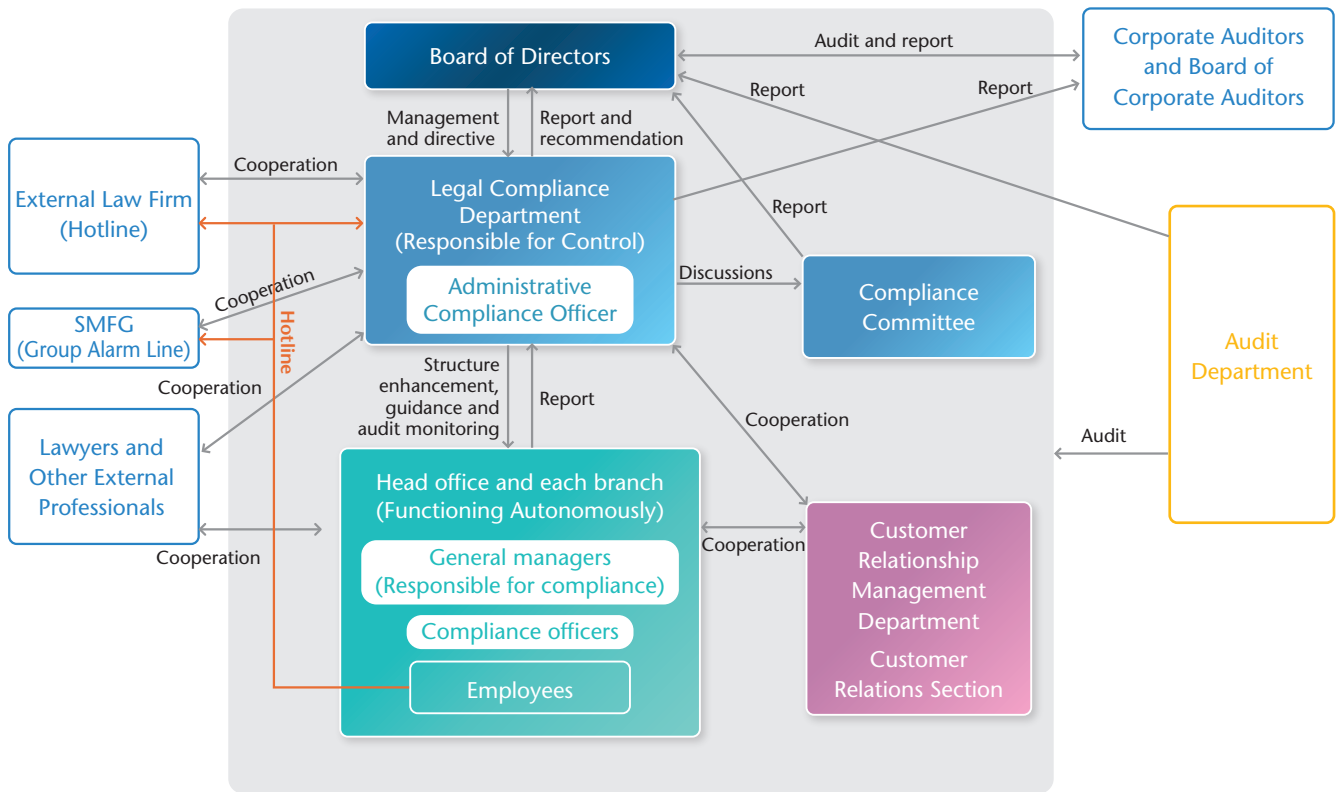 Board of Directors
Audit and report
Corporate Auditors
and Board of
Corporate Auditors
Report
Report
Management
and directive
Report and
recommendation
Cooperation
External Law Firm
(Hotline)
Legal Compliance
Department
(Responsible for Control)
Administrative
Compliance Officer
Report
Discussions
Compliance
Committee
Audit
Department
Cooperation
SMFG
(Group Alarm Line)
Hotline
Cooperation
Structure
enhancement,
guidance and
audit monitoring
Report
Cooperation
Audit
Lawyers and
Other External
Professionals
Cooperation
Head office and each branch
(Functioning Autonomously)
General managers
(Responsible for compliance)
Compliance officers
Employees
Cooperation
Customer
Relationship
Management
Department
Customer
Relations Section